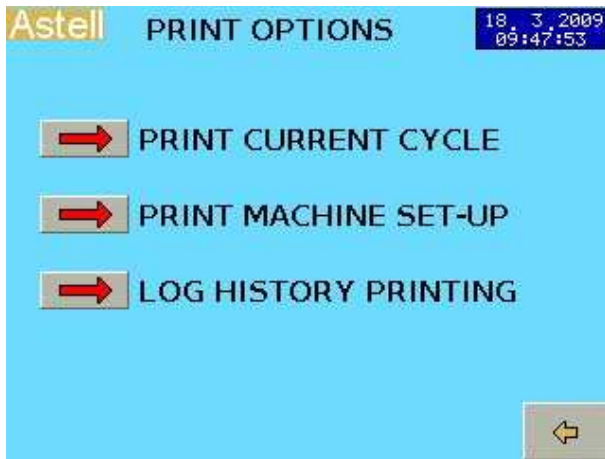 Astell
PRINT OPTIONS
18. 3.2009
09:47:53
PRINT CURRENT CYCLE
PRINT MACHINE SET-UP
LOG HISTORY PRINTING